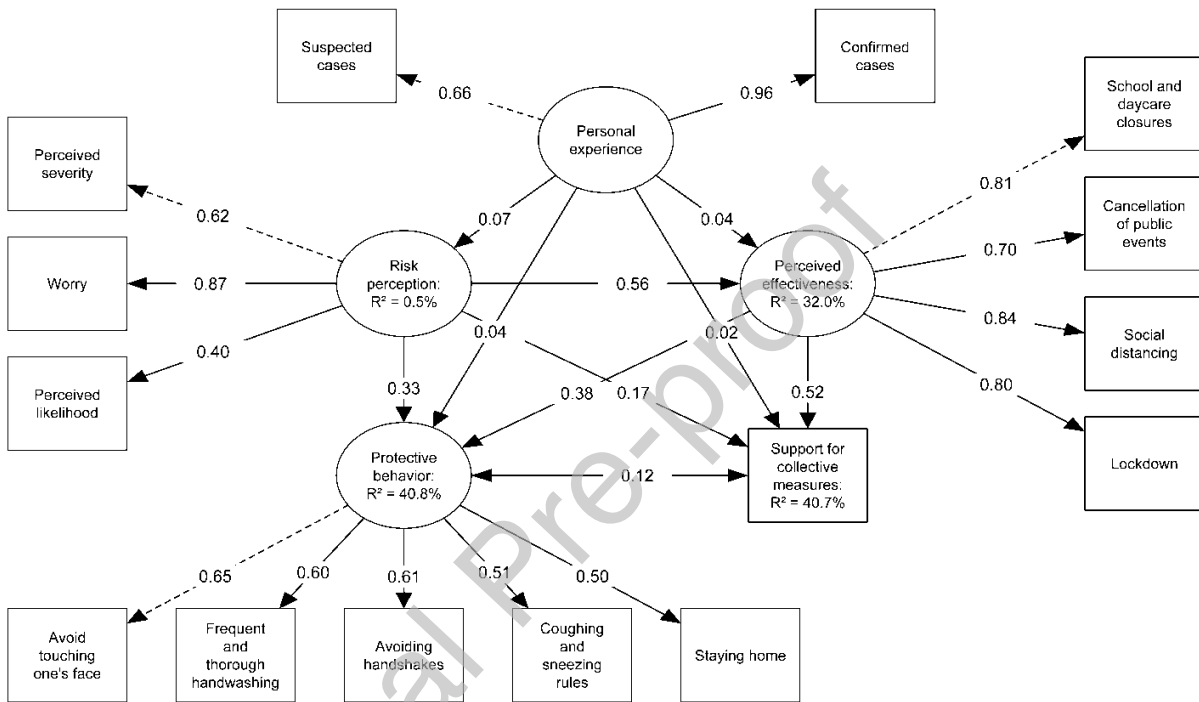 Suspected
cases
Confirmed
cases
School and
daycare
closures
0.66
0.96
Personal
experience
Perceived
severity
0.81
Cancellation
of public
events
0.62
0.07
0.04
0.70
Worry
0.87
Risk
perception:
R² = 0.5%
0.56
Perceived
effectiveness:
R² = 32.0%
0.84
Social
distancing
0.04
0.02
0.40
0.80
Perceived
likelihood
0.33
0.38
0.17
0.52
Protective
behavior:
R² = 40.8%
0.12
Support for
collective
measures:
R² = 40.7%
Lockdown
0.65
0.60
0.61
0.51
0.50
Avoid
touching
one's face
Frequent
and
thorough
handwashing
Avoiding
handshakes
Coughing
and
sneezing
rules
Staying home
al Pre-proof